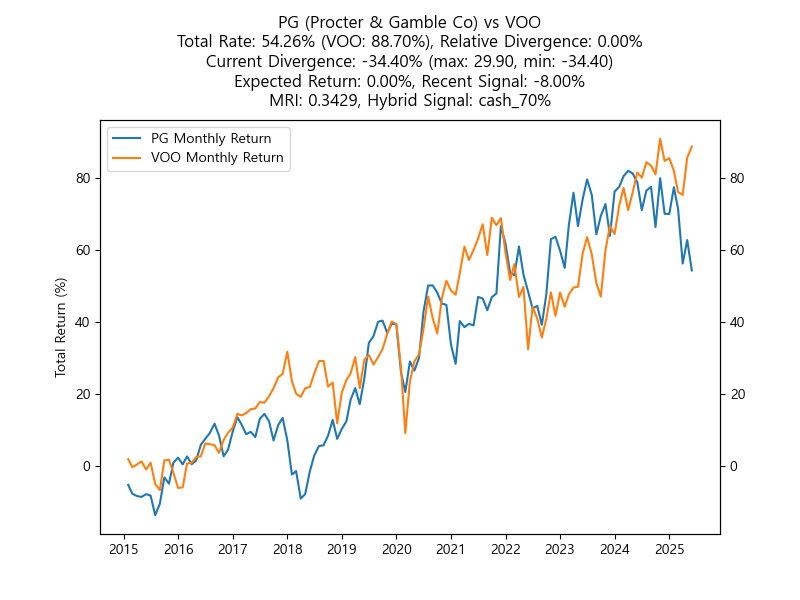 PG (Procter & Gamble Co) vs VOO
Total Rate: 54.26% (VOO: 88.70%), Relative Divergence: 0.00%
Current Divergence: -34.40% (max: 29.90, min: -34.40)
Expected Return: 0.00%, Recent Signal: -8.00%
MRI: 0.3429, Hybrid Signal: cash_70%
PG Monthly Return
VOO Monthly Return
Total Return (%)
80
60
40
20
0
80
60
40
20
0
2015 2016 2017 2018 2019 2020 2021 2022 2023 2024 2025